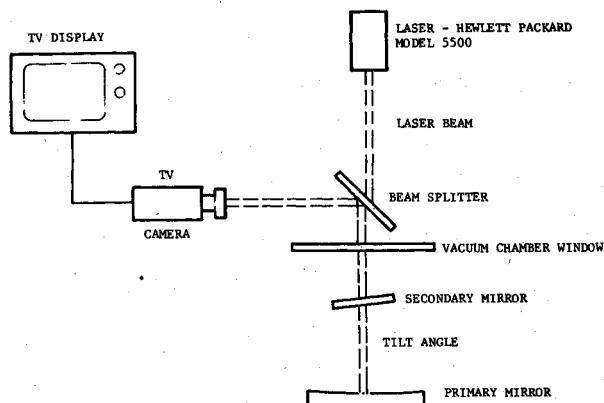 TV DISPLAY
LASER - HEWLETT PACKARD
MODEL 5500
LASER BEAM
TV
CAMERA
BEAM SPLITTER
VACUUM CHAMBER WINDOW
SECONDARY MIRROR
TILT ANGLE
PRIMARY MIRROR